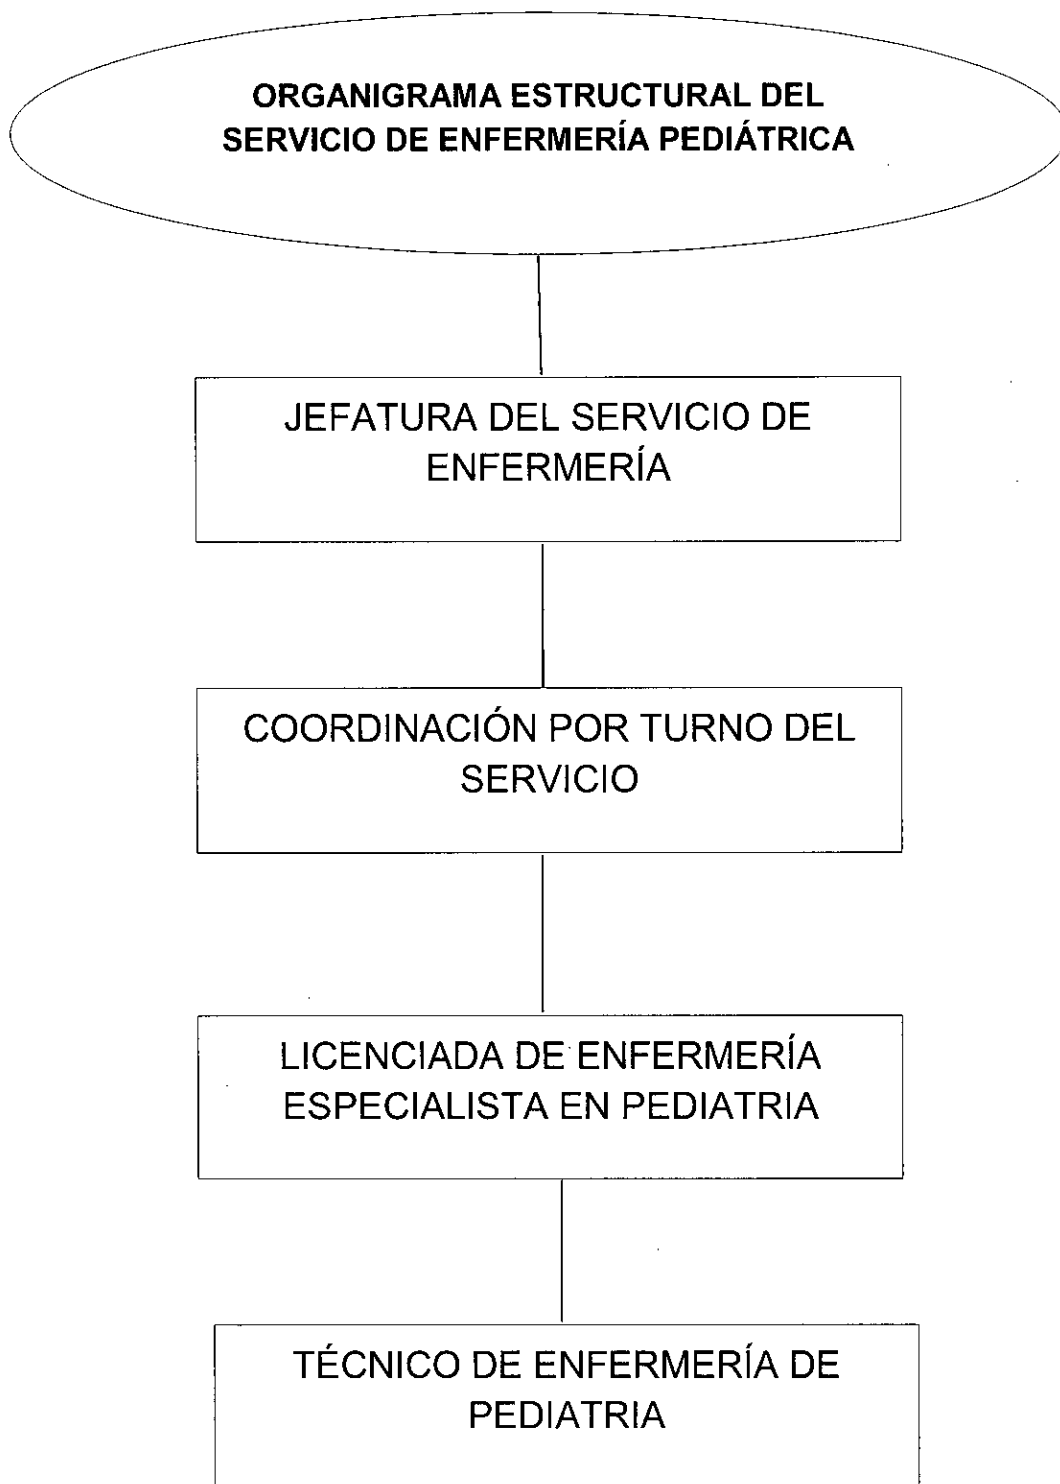 ORGANIGRAMA ESTRUCTURAL DEL
SERVICIO DE ENFERMERÍA PEDIÁTRICA
JEFATURA DEL SERVICIO DE
ENFERMERÍA
COORDINACIÓN POR TURNO DEL
SERVICIO
LICENCIADA DE ENFERMERÍA
ESPECIALISTA EN PEDIATRIA
TÉCNICO DE ENFERMERÍA DE
PEDIATRIA